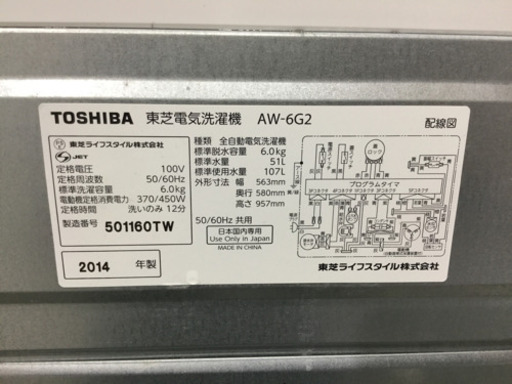 TOSHIBA 東芝電気洗濯機 AW-6G2
東芝ライフスタイル株式会社
JET
定格電圧 100V
定格周波数 50/60Hz
標準洗濯容量 6.0kg
電動機定格消費電力 370/450W
洗いのみ 12分
製造番号 501160TW
2014 年製
種類 全自動電気洗濯機
標準脱水容量 6.0kg
標準水量 51L
標準使用水量 107L
外形寸法 幅 563mm
奥行 580mm
高さ 957mm
50/60Hz 共用
日本国内専用
Use Only in Japan
MADE IN CHINA
配線図
プログラムタイマ
東芝ライフスタイル株式会社